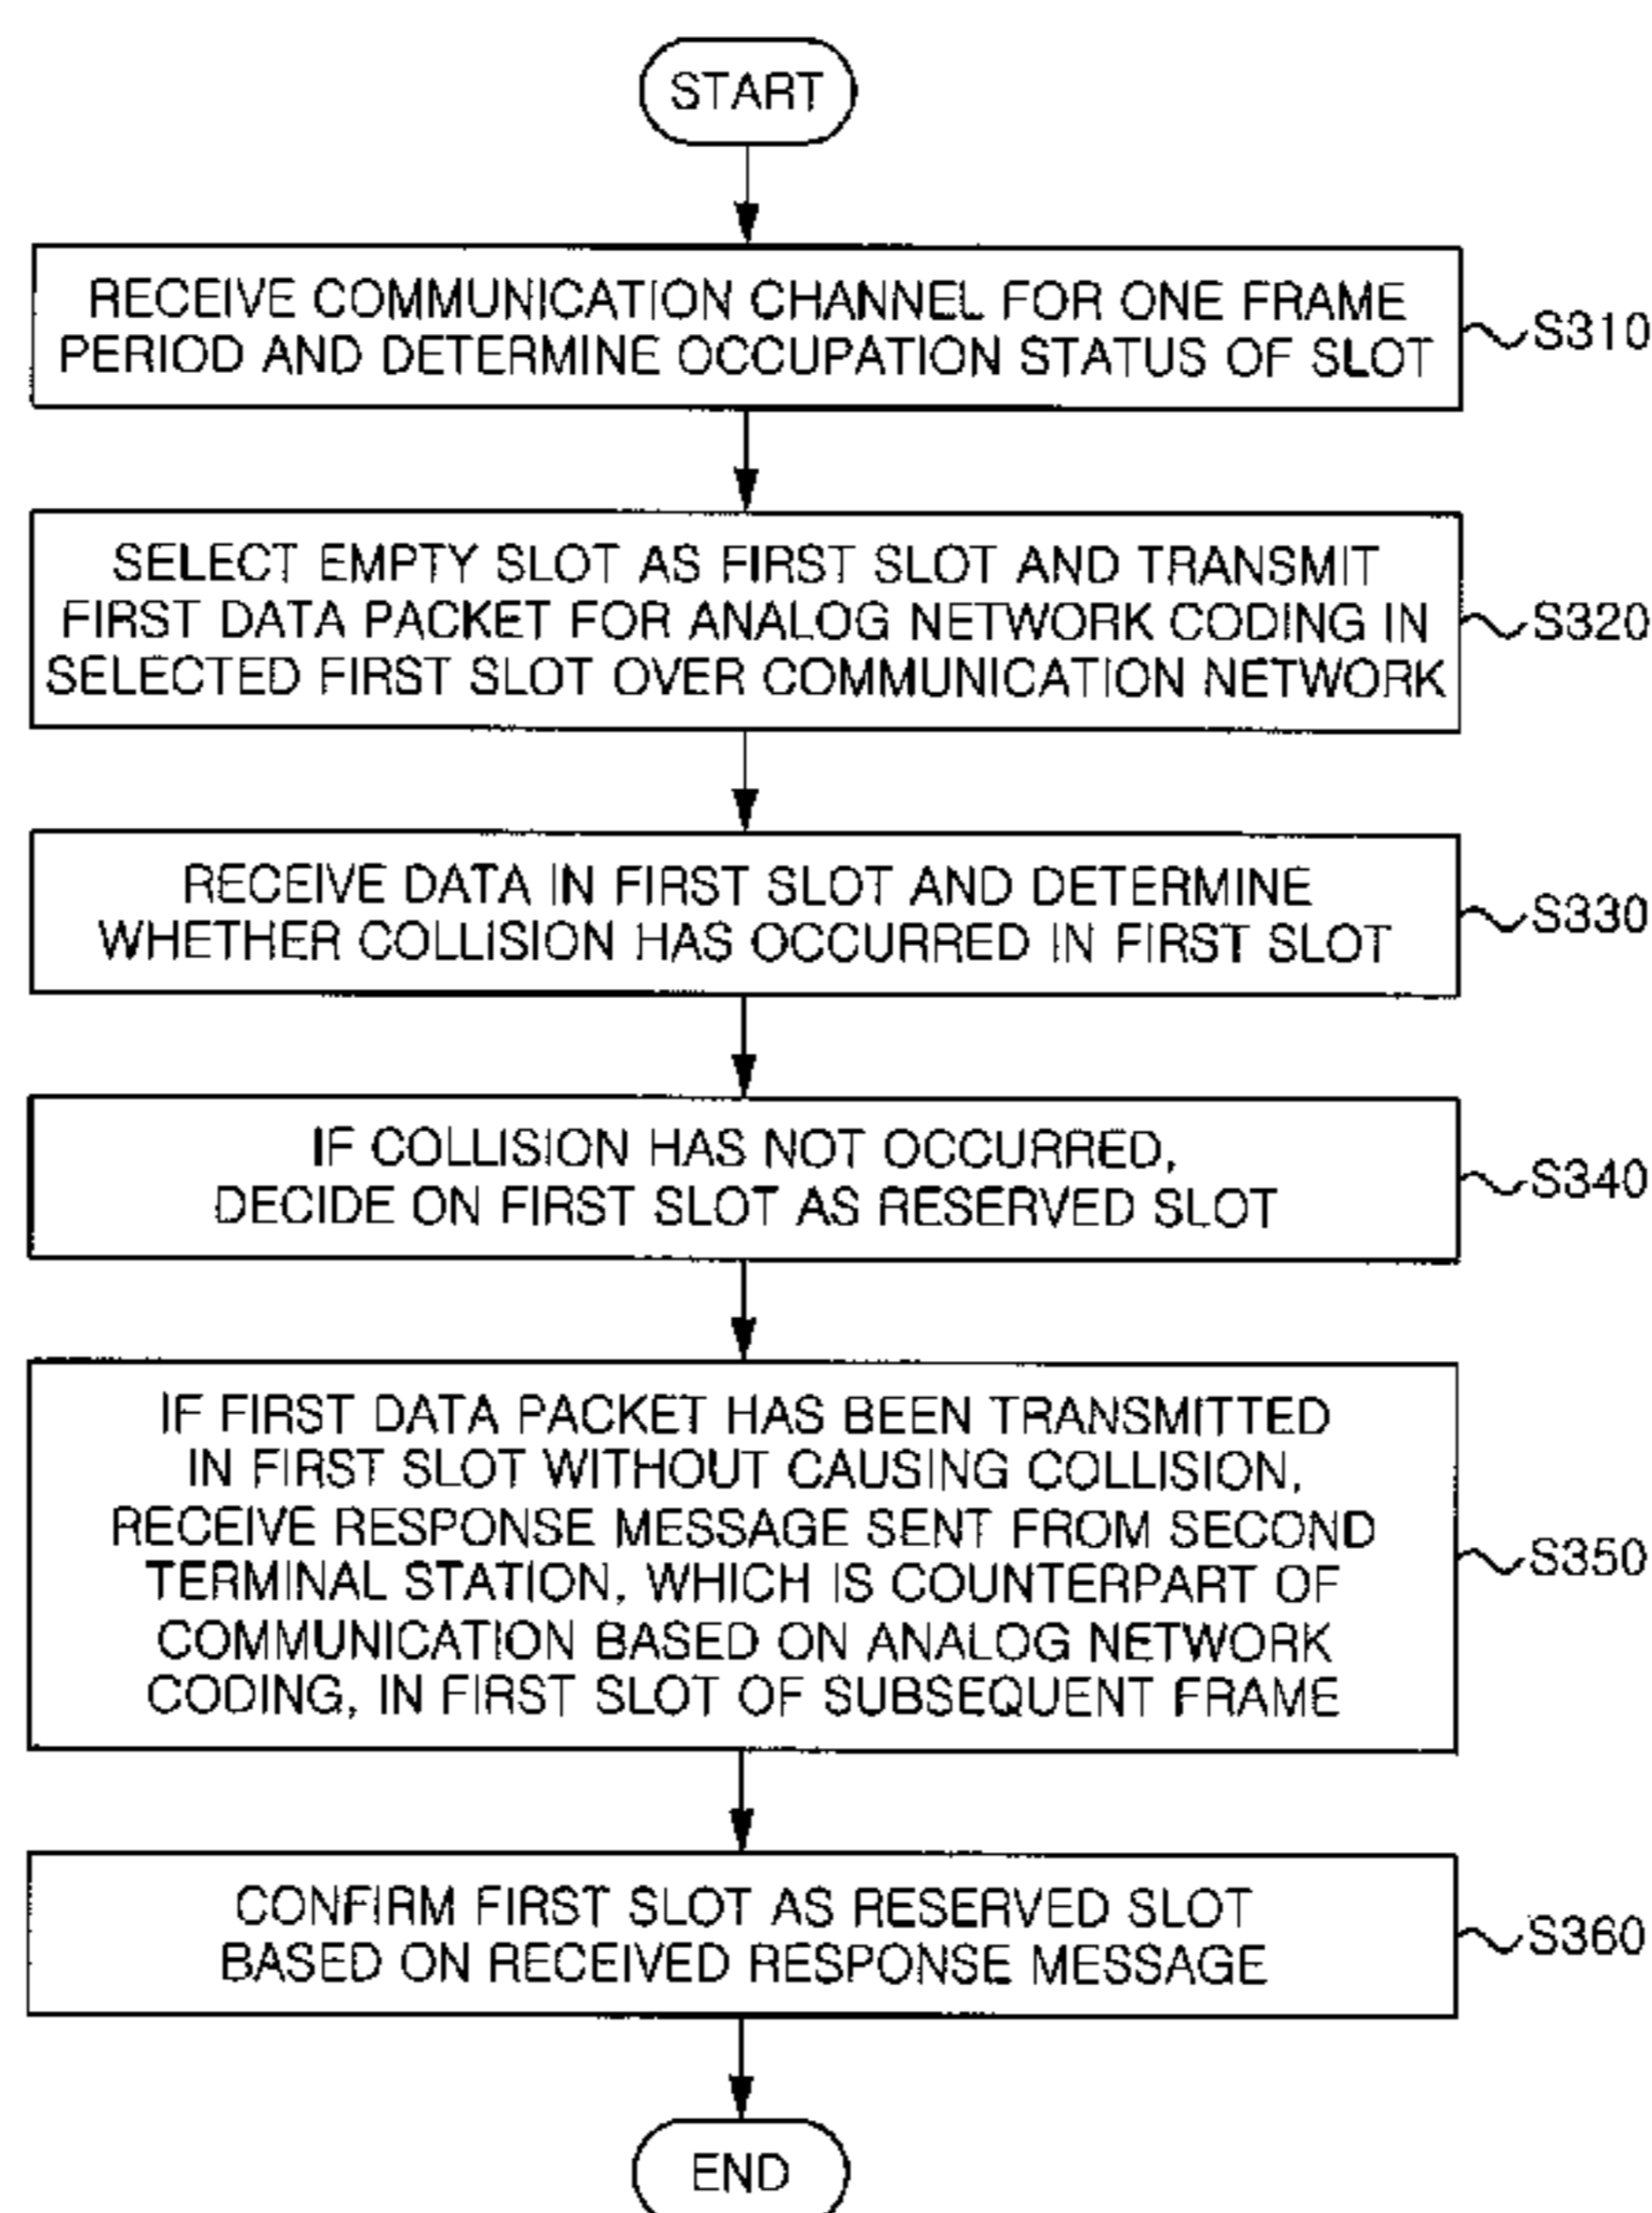 START
RECEIVE COMMUNICATION CHANNEL FOR ONE FRAME
PERIOD AND DETERMINE OCCUPATION STATUS OF SLOT
S310
SELECT EMPTY SLOT AS FIRST SLOT AND TRANSMIT
FIRST DATA PACKET FOR ANALOG NETWORK CODING IN
SELECTED FIRST SLOT OVER COMMUNICATION NETWORK
S320
RECEIVE DATA IN FIRST SLOT AND DETERMINE
WHETHER COLLISION HAS OCCURRED IN FIRST SLOT
S330
IF COLLISION HAS NOT OCCURRED,
DECIDE ON FIRST SLOT AS RESERVED SLOT
S340
IF FIRST DATA PACKET HAS BEEN TRANSMITTED
IN FIRST SLOT WITHOUT CAUSING COLLISION,
RECEIVE RESPONSE MESSAGE SENT FROM SECOND
TERMINAL STATION, WHICH IS COUNTERPART OF
COMMUNICATION BASED ON ANALOG NETWORK
CODING, IN FIRST SLOT OF SUBSEQUENT FRAME
S350
CONFIRM FIRST SLOT AS RESERVED SLOT
BASED ON RECEIVED RESPONSE MESSAGE
S360
END